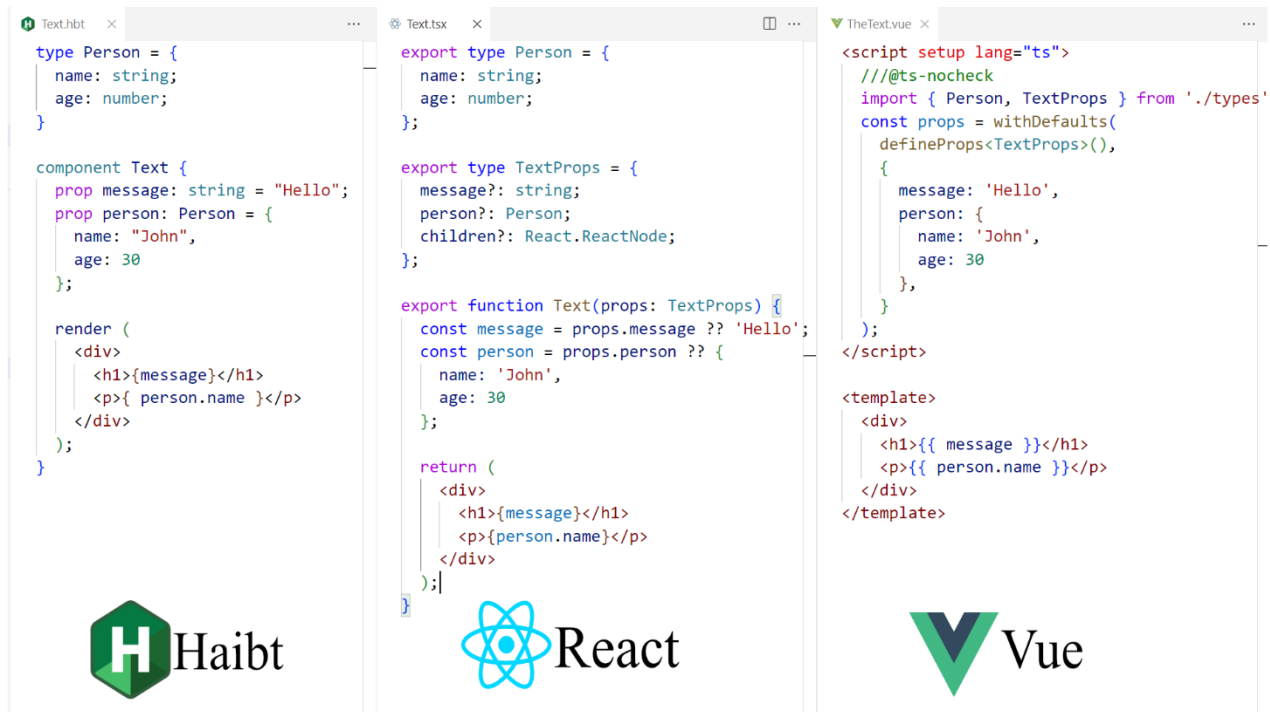 Text.hbt
type Person = {
  name: string;
  age: number;
}
component Text {
  prop message: string = "Hello";
  prop person: Person = {
    name: "John",
    age: 30
  };
  render (
    <div>
      <h1>{message}</h1>
      <p>{ person.name }</p>
    </div>
  );
}
Haibt
Text.tsx
export type Person = {
  name: string;
  age: number;
};
export type TextProps = {
  message?: string;
  person?: Person;
  children?: React.ReactNode;
};
export function Text(props: TextProps) {
  const message = props.message ?? 'Hello';
  const person = props.person ?? {
    name: 'John',
    age: 30
  };
  return (
    <div>
      <h1>{message}</h1>
      <p>{person.name}</p>
    </div>
  );
}
React
TheText.vue
<script setup lang="ts">
  ///@ts-nocheck
  import { Person, TextProps } from './types'
  const props = withDefaults(
    defineProps<TextProps>(),
    {
      message: 'Hello',
      person: {
        name: 'John',
        age: 30
      },
    }
  );
</script>
<template>
  <div>
    <h1>{{ message }}</h1>
    <p>{{ person.name }}</p>
  </div>
</template>
Vue